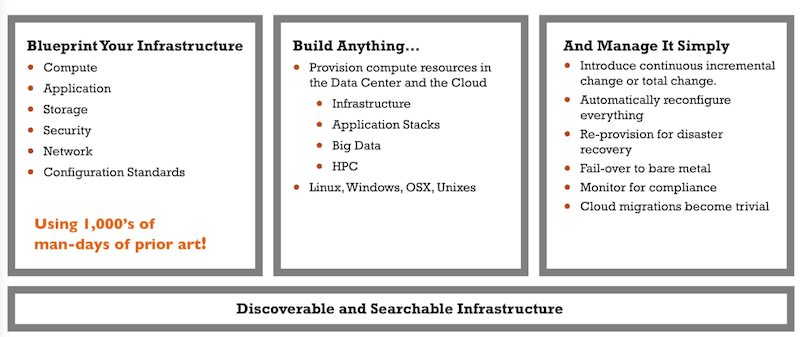 Blueprint Your Infrastructure
Compute
Application
Storage
Security
Network
Configuration Standards
Using 1,000's of
man-days of prior art!
Build Anything...
Provision compute resources in
the Data Center and the Cloud
Infrastructure
Application Stacks
Big Data
HPC
Linux, Windows, OSX, Unixes
And Manage It Simply
Introduce continuous incremental
change or total change.
Automatically reconfigure
everything
Re-provision for disaster
recovery
Fail-over to bare metal
Monitor for compliance
Cloud migrations become trivial
Discoverable and Searchable Infrastructure